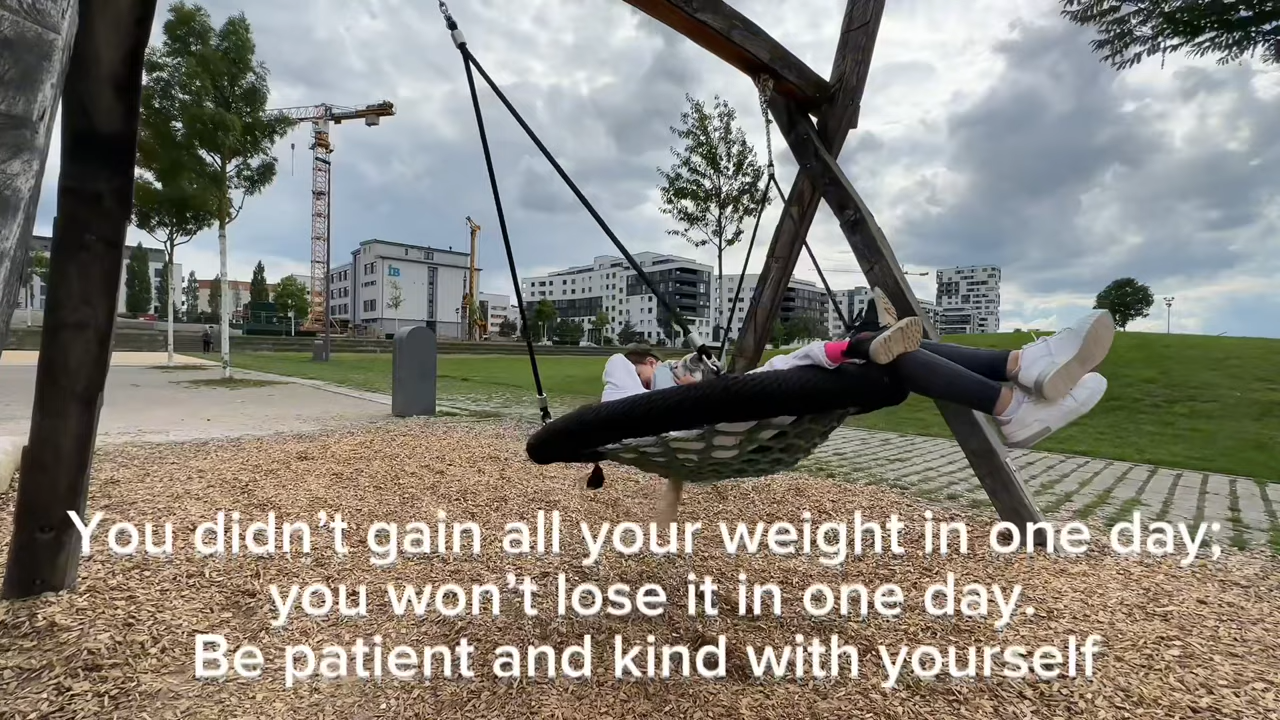 iB
You didn't gain all your weight in one day;
you won't lose it in one day.
Be patient and kind with yourself